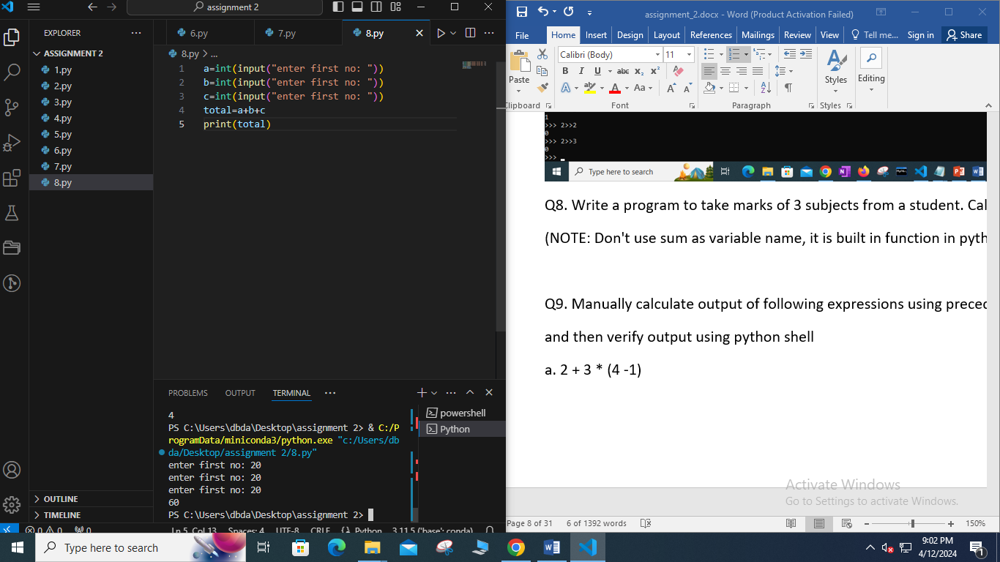 assignment 2
EXPLORER
ASSIGNMENT 2
1.py
2.py
3.py
4.py
5.py
6.py
7.py
8.py
OUTLINE
TIMELINE
6.py
7.py
8.py
8.py > ...
1 a=int(input("enter first no: "))
2 b=int(input("enter first no: "))
3 c=int(input("enter first no: "))
4 total=a+b+c
5 print(total)
PROBLEMS OUTPUT TERMINAL
powershell
Python
4
PS C:\Users\dbda\Desktop\assignment 2> & C:/P
rogramData/miniconda3/python.exe "c:/Users/db
da/Desktop/assignment 2/8.py"
enter first no: 20
enter first no: 20
enter first no: 20
60
PS C:\Users\dbda\Desktop\assignment 2>
0 0 0 Ln 5, Col 13 Spaces: 4 UTF-8 CRLF Python 3.11.5 ('base': conda)
assignment_2.docx - Word (Product Activation Failed)
File Home Insert Design Layout References Mailings Review View Tell me... Sign in Share
Paste
Calibri (Body) 11
B I U abc x₂ x²
A ab A Aa A A
Styles
Editing
Clipboard Font Paragraph Styles
1
>>> 2>>2
0
>>> 2>>3
0
>>>
Type here to search
Q8. Write a program to take marks of 3 subjects from a student. Cal
(NOTE: Don't use sum as variable name, it is built in function in pyth
Q9. Manually calculate output of following expressions using preced
and then verify output using python shell
a. 2 + 3 * (4 -1)
Activate Windows
Go to Settings to activate Windows.
Page 8 of 31 6 of 1392 words 150%
Type here to search
9:02 PM
4/12/2024
1